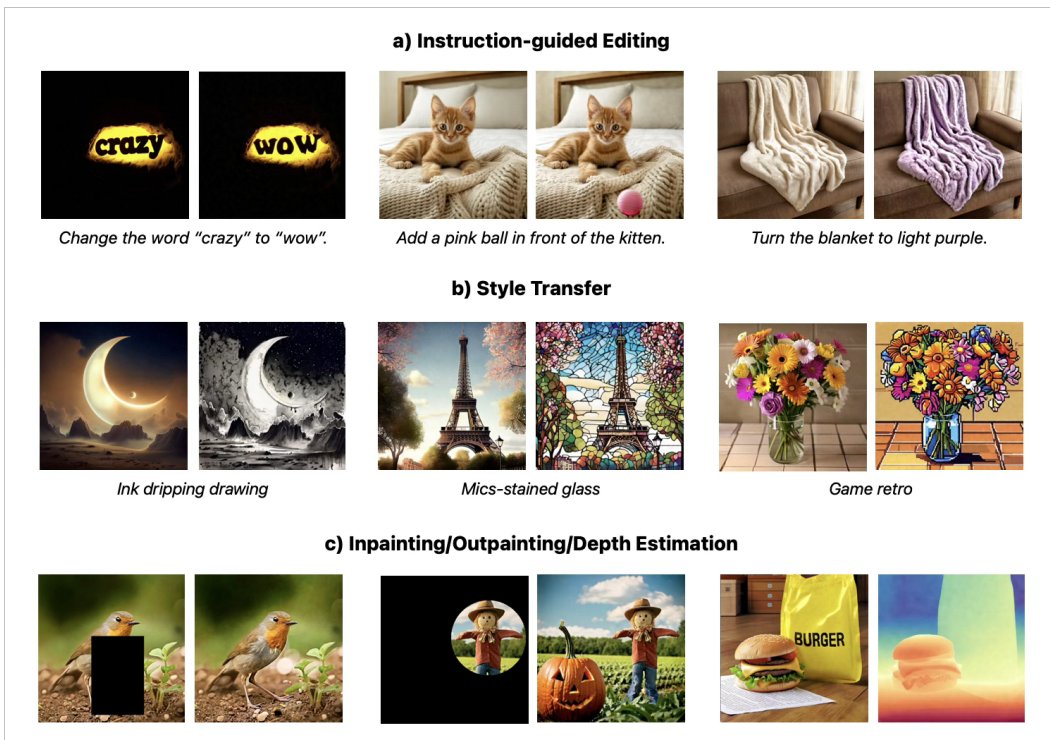 a) Instruction-guided Editing
crazy
wow
Change the word “crazy” to “wow”.
Add a pink ball in front of the kitten.
Turn the blanket to light purple.
b) Style Transfer
Ink dripping drawing
Mics-stained glass
Game retro
c) Inpainting/Outpainting/Depth Estimation
BURGER